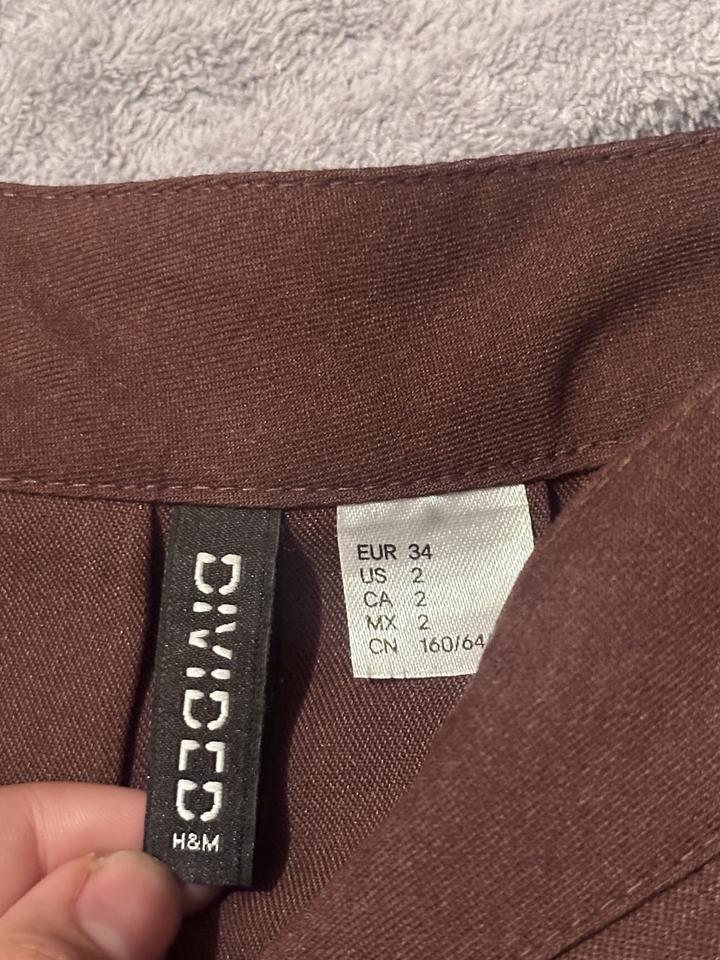 DIVIDED
H&M
EUR 34
US 2
CA 2
MX 2
CN 160/64